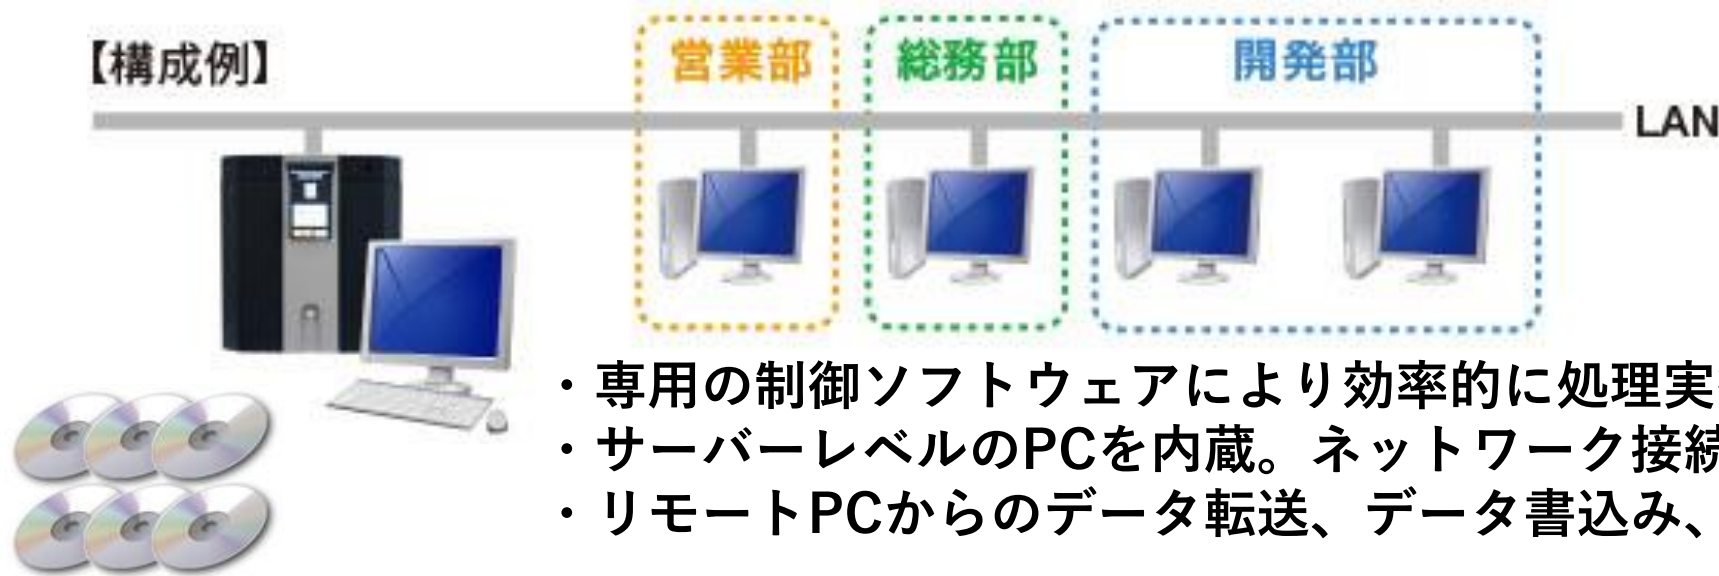 【構成例】
営業部
総務部
開発部
LAN
・専用の制御ソフトウェアにより効率的に処理実
・サーバーレベルのPCを内蔵。ネットワーク接続
・リモートPCからのデータ転送、データ書込み、